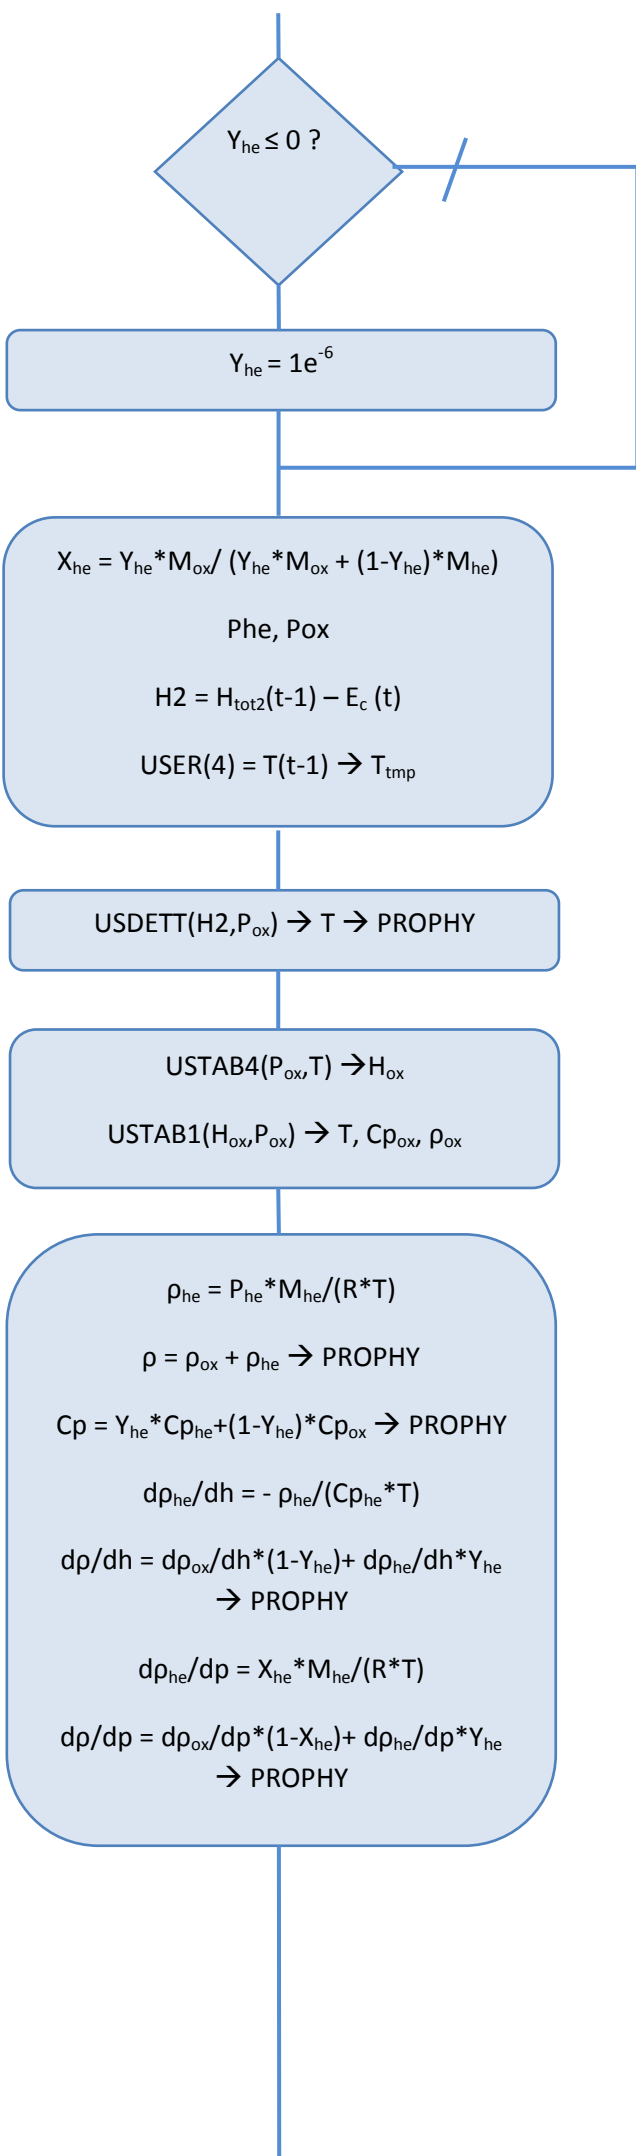 Yhe ≤ 0 ?
Yhe = 1e-6
Xhe = Yhe*Mox/ (Yhe*Mox + (1-Yhe)*Mhe)
Phe, Pox
H2 = Htot2(t-1) – Ec (t)
USER(4) = T(t-1) → Ttmp
USDETT(H2,Pox) → T → PROPHY
USTAB4(Pox,T) →Hox
USTAB1(Hox,Pox) → T, Cpox, ρox
ρhe = Phe*Mhe/(R*T)
ρ = ρox + ρhe → PROPHY
Cp = Yhe*Cphe+(1-Yhe)*Cpox → PROPHY
dρhe/dh = - ρhe/(Cphe*T)
dρ/dh = dρox/dh*(1-Yhe)+ dρhe/dh*Yhe
→ PROPHY
dρhe/dp = Xhe*Mhe/(R*T)
dρ/dp = dρox/dp*(1-Xhe)+ dρhe/dp*Yhe
→ PROPHY